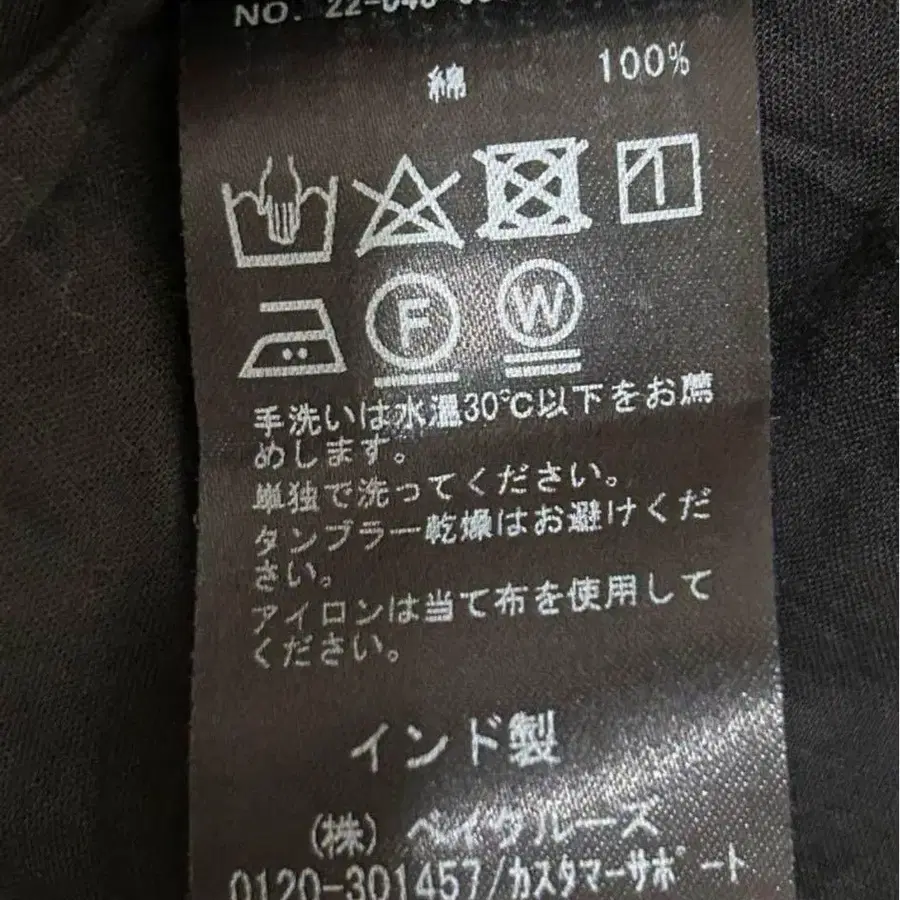 NO. 22-040-
綿 100%
F W
手洗いは水温30℃以下をお薦
めします。
単独で洗ってください。
タンブラー乾燥はお避けくだ
さい。
アイロンは当て布を使用して
ください。
インド製
(株) ベイクルーズ
0120-301457/カスタマーサポート